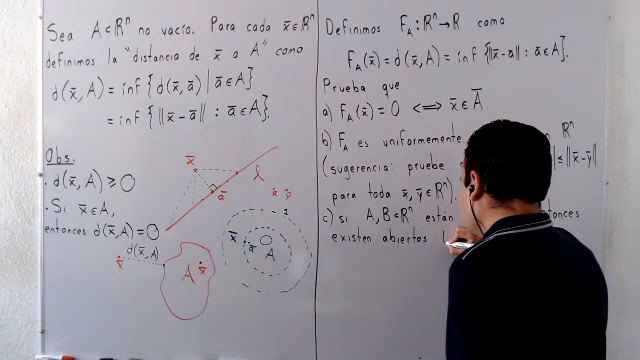 Sea A⊂ℝⁿ no vacío. Para cada x̄∈ℝⁿ
definimos la "distancia de x̄ a A" como
d(x̄,A) = inf{d(x̄,ā) | ā∈A}
= inf{‖x̄-ā‖ : ā∈A}.
Obs.
· d(x̄,A) ≥ 0
· Si x̄∈A,
entonces d(x̄,A)=0
x̄
ā
ℓ
x̄
ȳ
d(x̄,A)
x̄
A
x̄
x̄
A
1
Definimos F_A: ℝⁿ→ℝ como
F_A(x̄) = d(x̄,A) = inf{‖x̄-ā‖ : ā∈A}.
Prueba que
a) F_A(x̄) = 0 ⟺ x̄∈A̅.
b) F_A es uniformemente ℝⁿ
(sugerencia: pruebe | ≤ ‖x̄-ȳ‖
para toda x̄, ȳ∈ℝⁿ)
c) si A,B⊂ℝⁿ están
existen abiertos